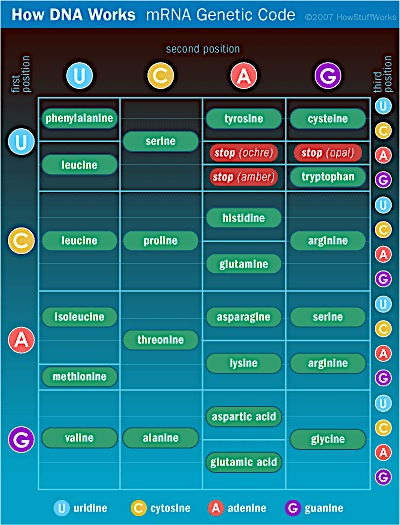 How DNA Works mRNA Genetic Code ©2007 HowStuffWorks
second position
first position
third position
U C A G
U
phenylalanine
leucine
serine
tyrosine
stop (ochre)
stop (amber)
cysteine
stop (opal)
tryptophan
U
C
A
G
C
leucine
proline
histidine
glutamine
arginine
U
C
A
G
A
isoleucine
methionine
threonine
asparagine
lysine
serine
arginine
U
C
A
G
G
valine
alanine
aspartic acid
glutamic acid
glycine
U
C
A
G
U uridine C cytosine A adenine G guanine